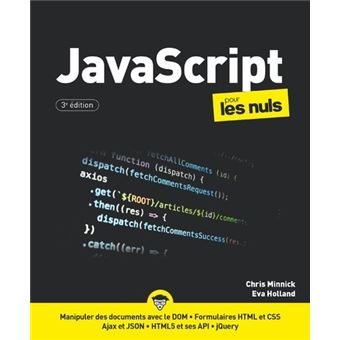 JavaScript
pour
les nuls
3e édition
fetchAllComments (id) {
return function (dispatch) {
dispatch(fetchCommentsRequest());
axios
.get(`${ROOT}/articles/${id}/comments
.then((res) => {
dispatch(fetchCommentsSuccess(res.
})
.catch((err) =>
Chris Minnick
Eva Holland
Manipuler des documents avec le DOM • Formulaires HTML et CSS
Ajax et JSON • HTML5 et ses API • jQuery